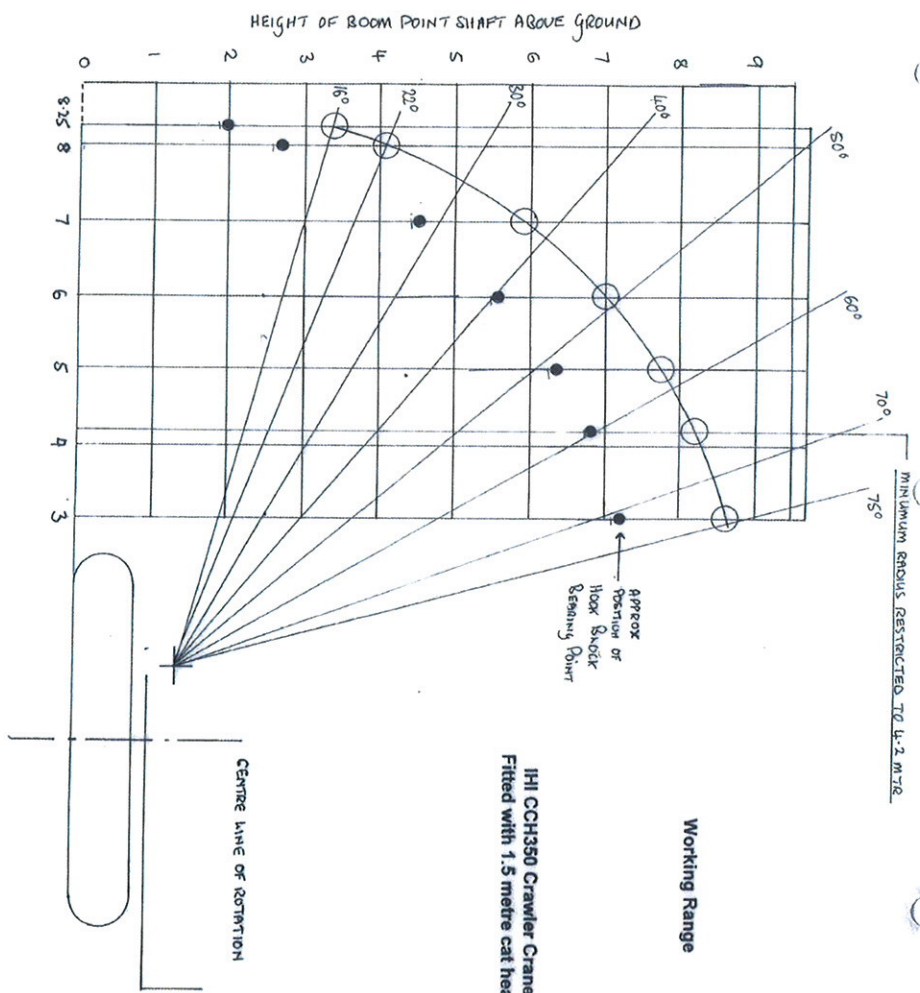 HEIGHT OF BOOM POINT SHAFT ABOVE GROUND
0
1
2
3
4
5
6
7
8
9
8·25
8
7
6
5
4
3
16°
22°
30°
40°
50°
60°
70°
75°
MINUMUM RADIUS RESTRICTED TO 4·2 MTR
APPROX
POSITION OF
HOOK BLOCK
BEARING POINT
CENTRE LINE OF ROTATION
Working Range
IHI CCH350 Crawler Crane
Fitted with 1.5 metre cat hea